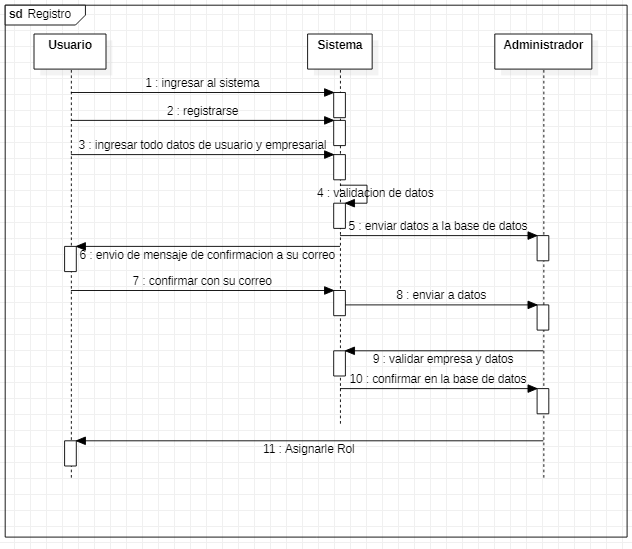 sd Registro
Usuario
Sistema
Administrador
1 : ingresar al sistema
2 : registrarse
3 : ingresar todo datos de usuario y empresarial
4 : validacion de datos
5 : enviar datos a la base de datos
6 : envio de mensaje de confirmacion a su correo
7 : confirmar con su correo
8 : enviar a datos
9 : validar empresa y datos
10 : confirmar en la base de datos
11 : Asignarle Rol